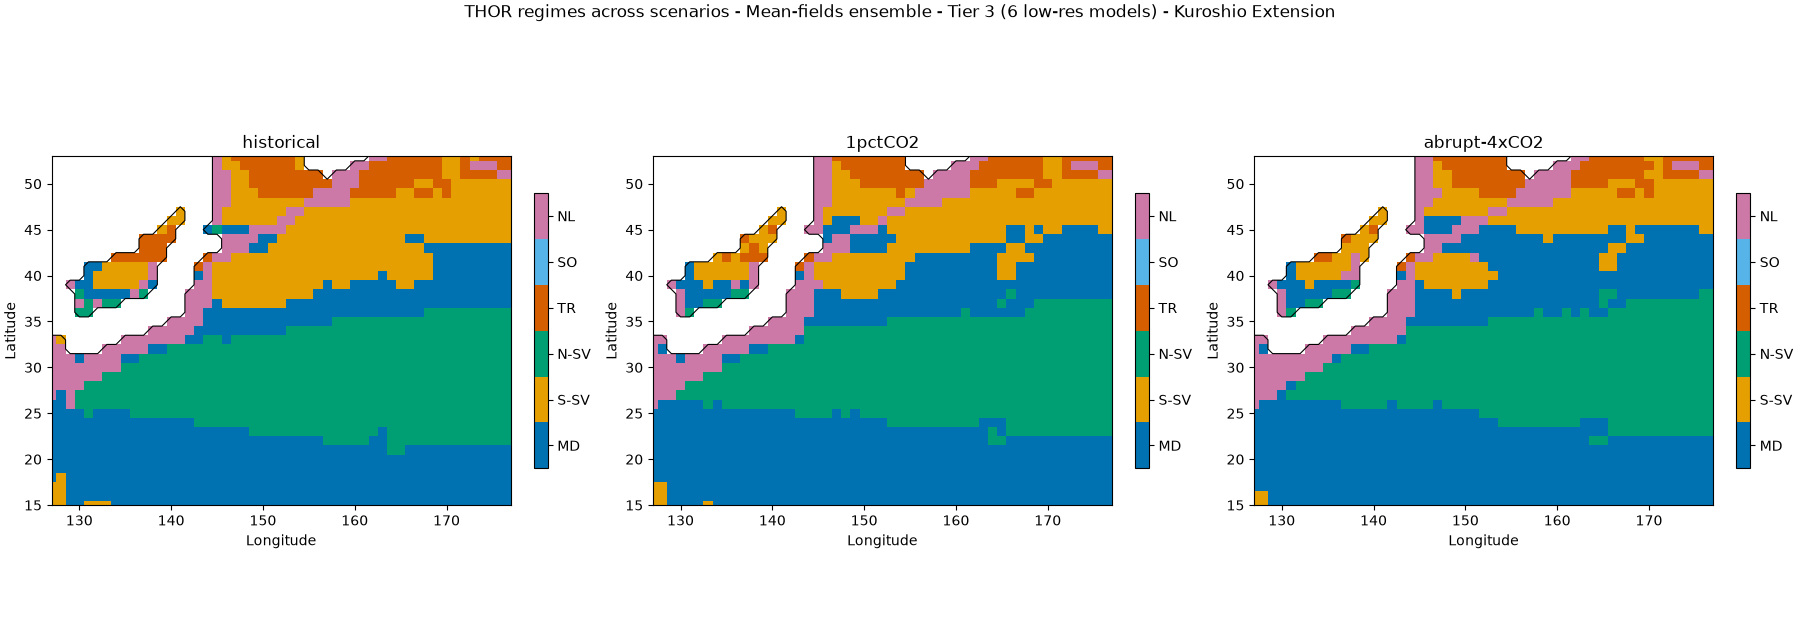 THOR regimes across scenarios - Mean-fields ensemble - Tier 3 (6 low-res models) - Kuroshio Extension
historical
50
45
40
35
30
25
20
15
Latitude
130
140
150
160
170
Longitude
NL
SO
TR
N-SV
S-SV
MD
1pctCO2
50
45
40
35
30
25
20
15
Latitude
130
140
150
160
170
Longitude
NL
SO
TR
N-SV
S-SV
MD
abrupt-4xCO2
50
45
40
35
30
25
20
15
Latitude
130
140
150
160
170
Longitude
NL
SO
TR
N-SV
S-SV
MD